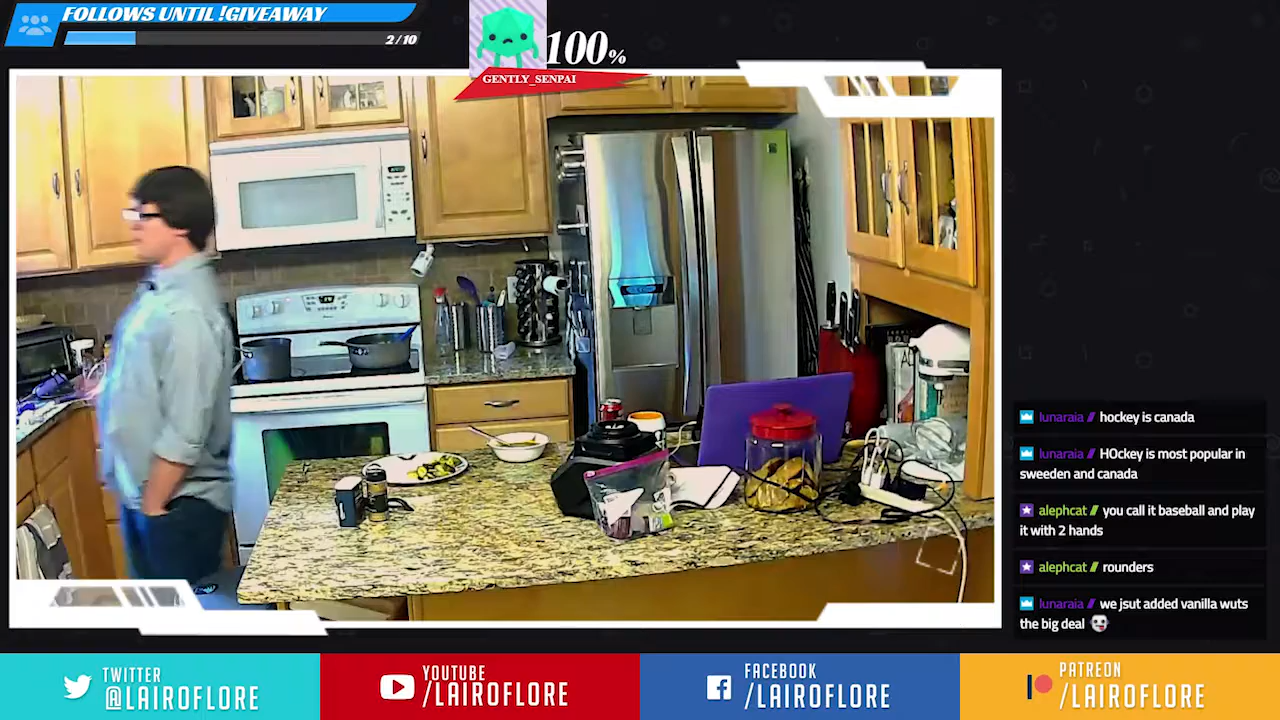 FOLLOWS UNTIL !GIVEAWAY
2/10
100%
GENTLY_SENPAI
lunaraia // hockey is canada
lunaraia // HOckey is most popular in
sweeden and canada
alephcat // you call it baseball and play
it with 2 hands
alephcat // rounders
lunaraia // we jsut added vanilla wuts
the big deal
TWITTER
@LAIROFLORE
YOUTUBE
/LAIROFLORE
FACEBOOK
/LAIROFLORE
PATREON
/LAIROFLORE